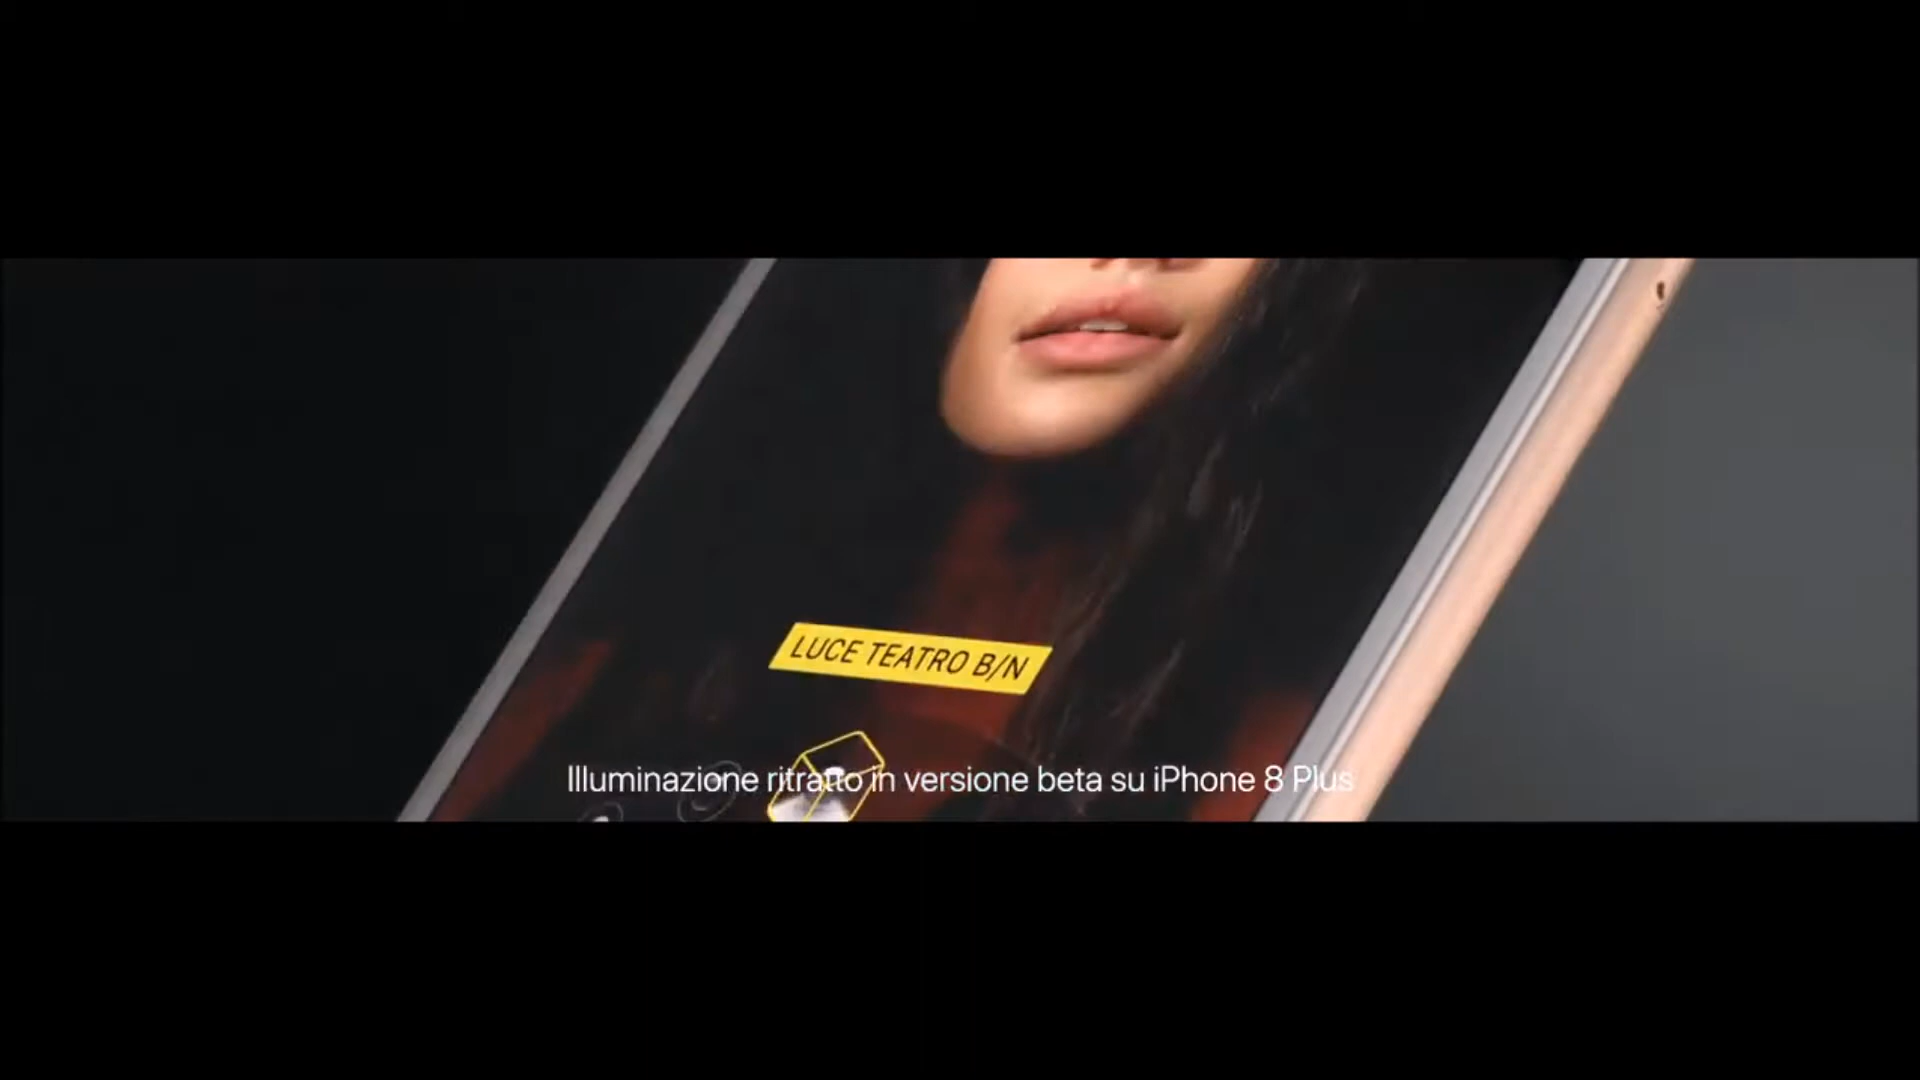 LUCE TEATRO B/N
Illuminazione ritratto in versione beta su iPhone 8 Plus